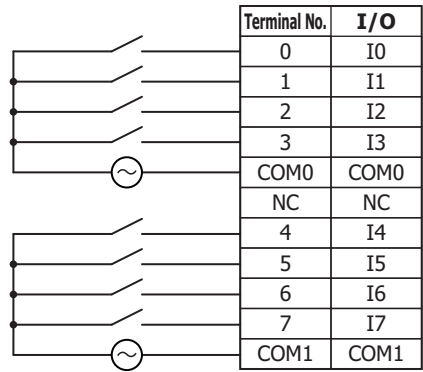 Terminal No. I/O
0 I0
1 I1
2 I2
3 I3
COM0 COM0
NC NC
4 I4
5 I5
6 I6
7 I7
COM1 COM1